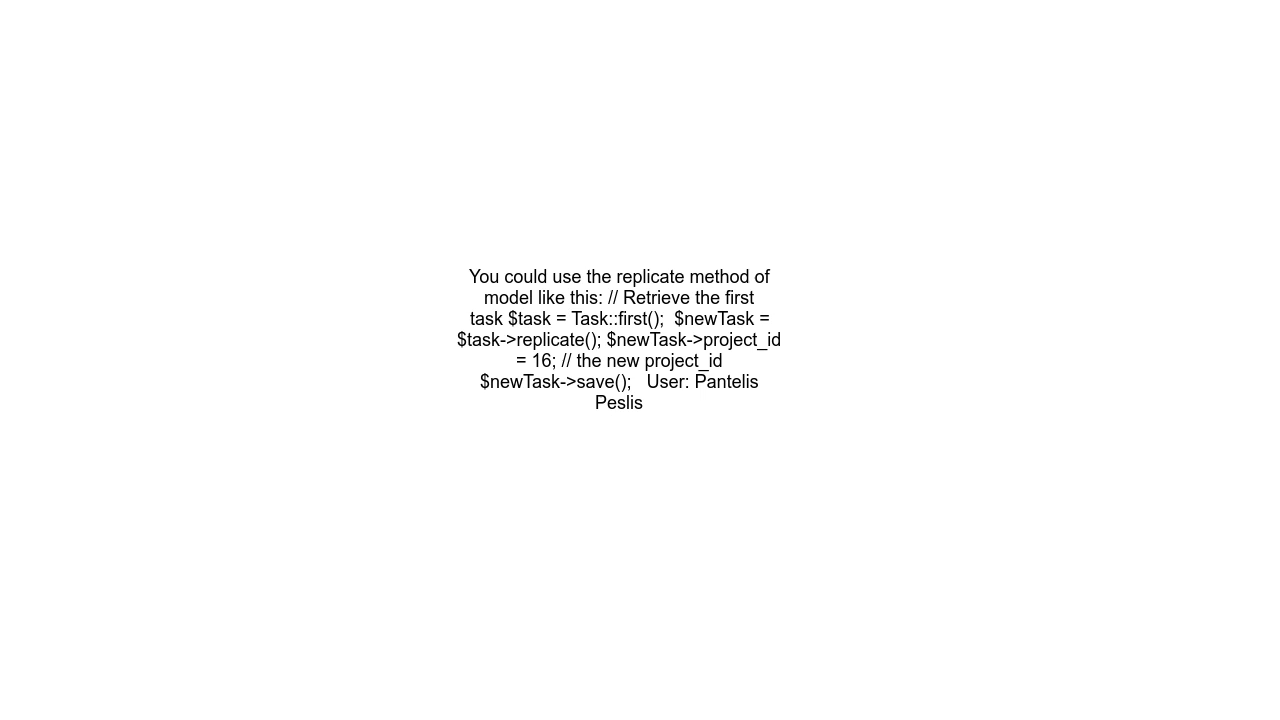 You could use the replicate method of
model like this: // Retrieve the first
task $task = Task::first();  $newTask =
$task->replicate(); $newTask->project_id
= 16; // the new project_id
$newTask->save();   User: Pantelis
Peslis